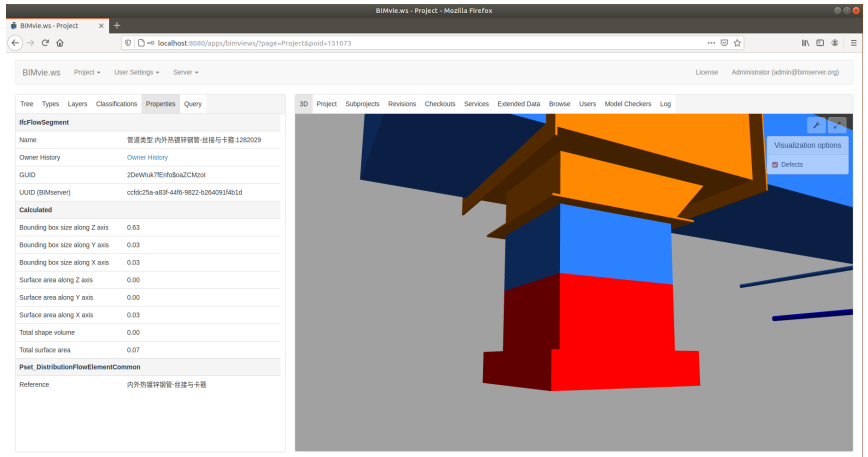 BIMvie.ws - Project - Mozilla Firefox
BIMvie.ws - Project × +
localhost:8080/apps/bimviews/?page=Project&poid=131073
BIMvie.ws Project User Settings Server License Administrator (admin@bimserver.org)
Tree Types Layers Classifications Properties Query
3D Project Subprojects Revisions Checkouts Services Extended Data Browse Users Model Checkers Log
IfcFlowSegment
Name 管道类型:内外热镀锌钢管-丝接与卡箍:1282029
Owner History Owner History
GUID 2DeWIuk7fEnfo$oaZCMzoI
UUID (BIMserver) ccfdc25a-a83f-44f6-9822-b264091f4b1d
Calculated
Bounding box size along Z axis 0.63
Bounding box size along Y axis 0.03
Bounding box size along X axis 0.03
Surface area along Z axis 0.00
Surface area along Y axis 0.00
Surface area along X axis 0.03
Total shape volume 0.00
Total surface area 0.07
Pset_DistributionFlowElementCommon
Reference 内外热镀锌钢管-丝接与卡箍
Visualization options
Defects